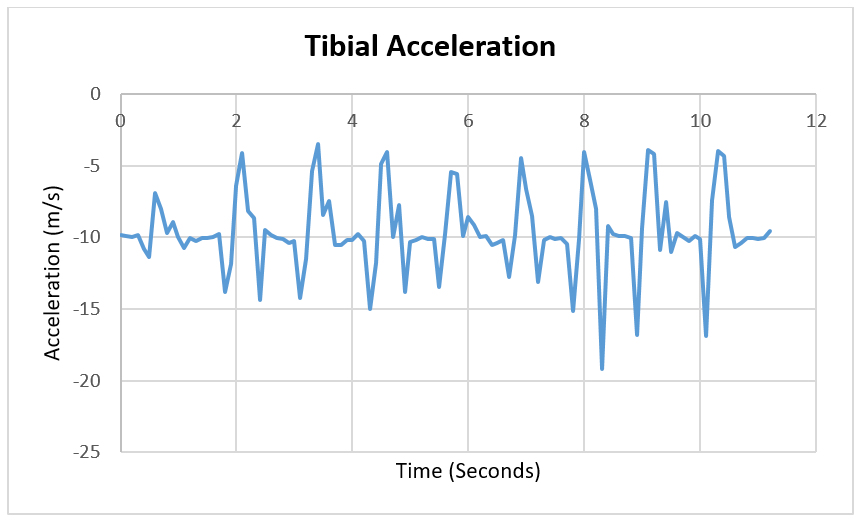 Tibial Acceleration
0
0 2 4 6 8 10 12
-5
-10
-15
-20
-25
Acceleration (m/s)
Time (Seconds)